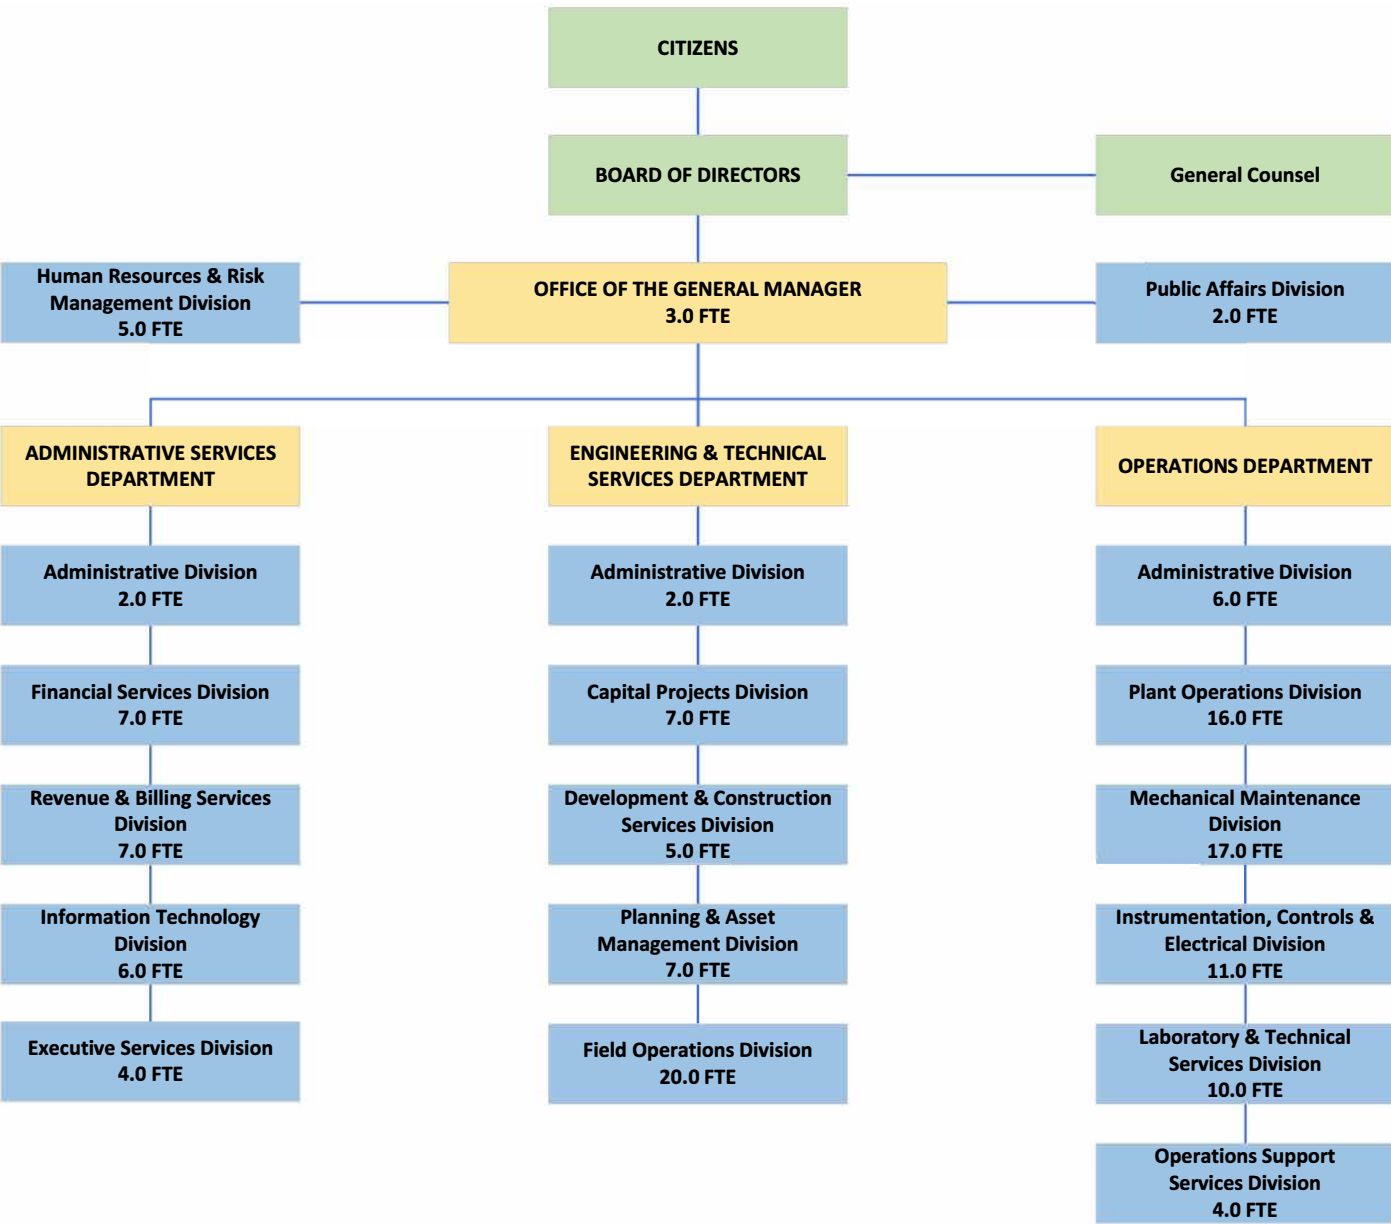 CITIZENS
BOARD OF DIRECTORS
General Counsel
Human Resources & Risk
Management Division
5.0 FTE
OFFICE OF THE GENERAL MANAGER
3.0 FTE
Public Affairs Division
2.0 FTE
ADMINISTRATIVE SERVICES
DEPARTMENT
Administrative Division
2.0 FTE
Financial Services Division
7.0 FTE
Revenue & Billing Services
Division
7.0 FTE
Information Technology
Division
6.0 FTE
Executive Services Division
4.0 FTE
ENGINEERING & TECHNICAL
SERVICES DEPARTMENT
Administrative Division
2.0 FTE
Capital Projects Division
7.0 FTE
Development & Construction
Services Division
5.0 FTE
Planning & Asset
Management Division
7.0 FTE
Field Operations Division
20.0 FTE
OPERATIONS DEPARTMENT
Administrative Division
6.0 FTE
Plant Operations Division
16.0 FTE
Mechanical Maintenance
Division
17.0 FTE
Instrumentation, Controls &
Electrical Division
11.0 FTE
Laboratory & Technical
Services Division
10.0 FTE
Operations Support
Services Division
4.0 FTE